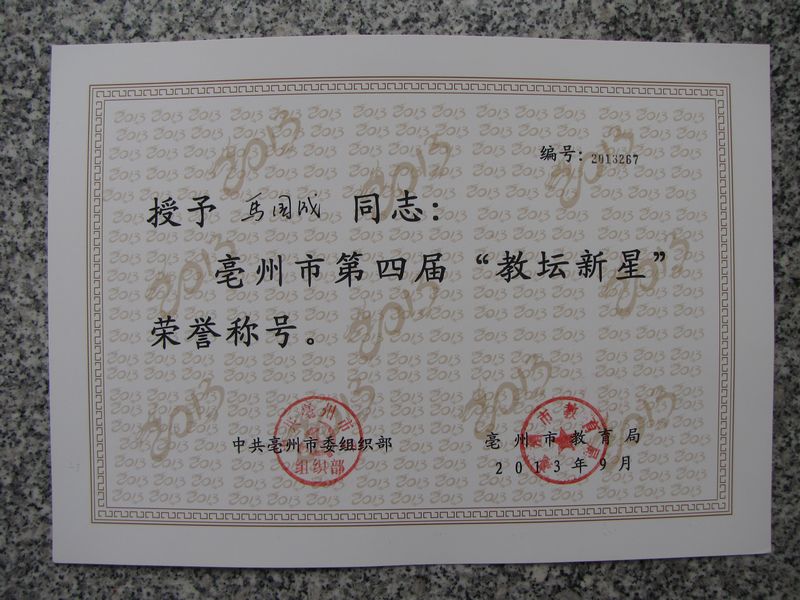 编号：2013267
授予 马国成 同志：
亳州市第四届“教坛新星”
荣誉称号。
中共亳州市委组织部
亳州市教育局
2013年9月